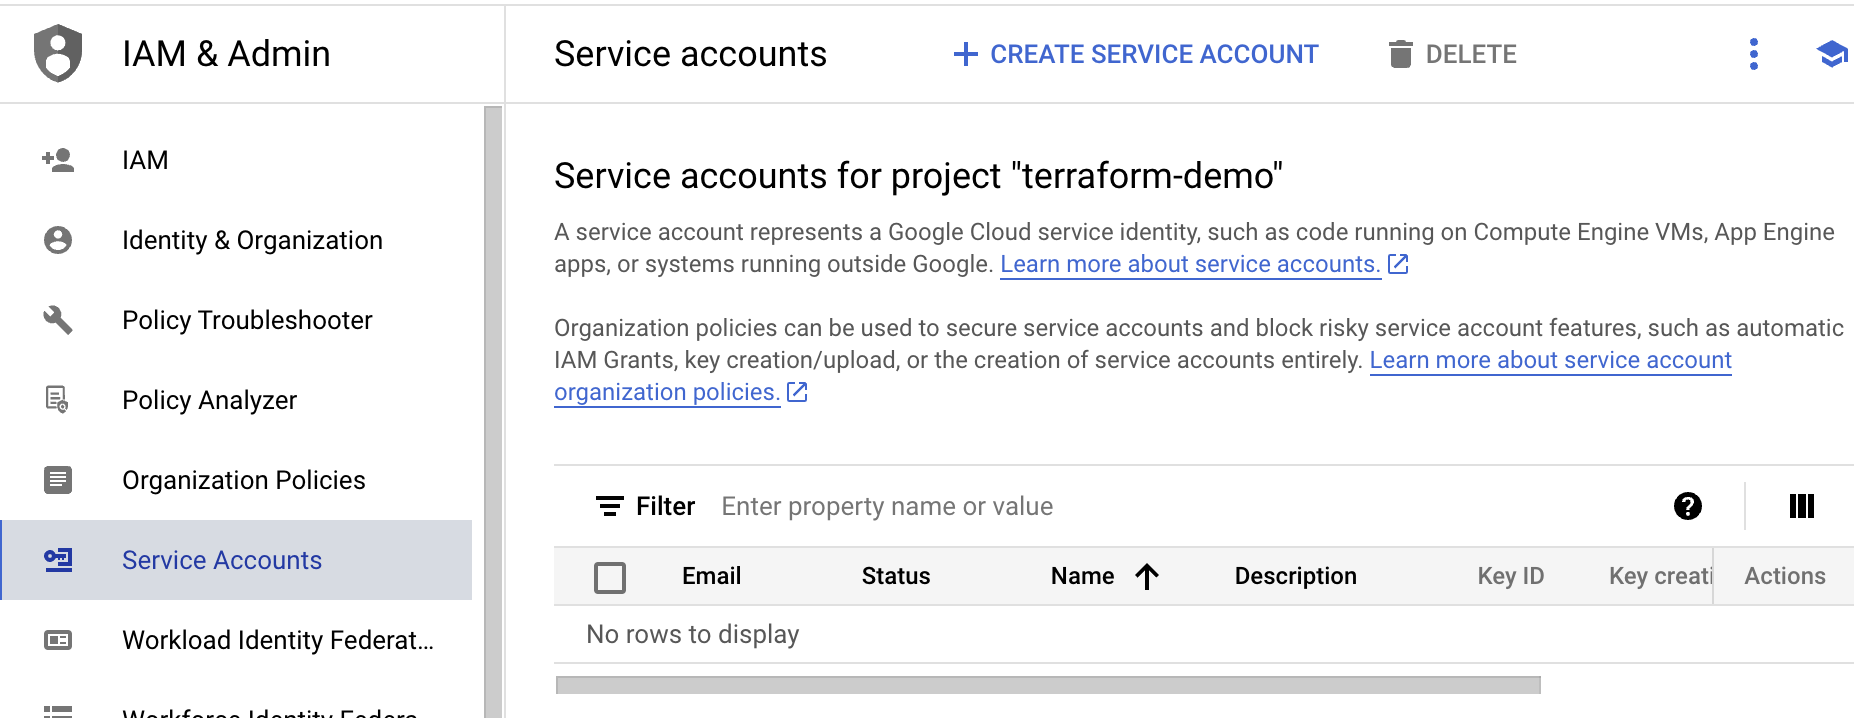 IAM & Admin
Service accounts
CREATE SERVICE ACCOUNT
DELETE
IAM
Identity & Organization
Policy Troubleshooter
Policy Analyzer
Organization Policies
Service Accounts
Workload Identity Federat...
Workforce Identity Federa
Service accounts for project "terraform-demo"
A service account represents a Google Cloud service identity, such as code running on Compute Engine VMs, App Engine
apps, or systems running outside Google. Learn more about service accounts.
Organization policies can be used to secure service accounts and block risky service account features, such as automatic
IAM Grants, key creation/upload, or the creation of service accounts entirely. Learn more about service account
organization policies.
Filter Enter property name or value
Email Status Name Description Key ID Key creati Actions
No rows to display